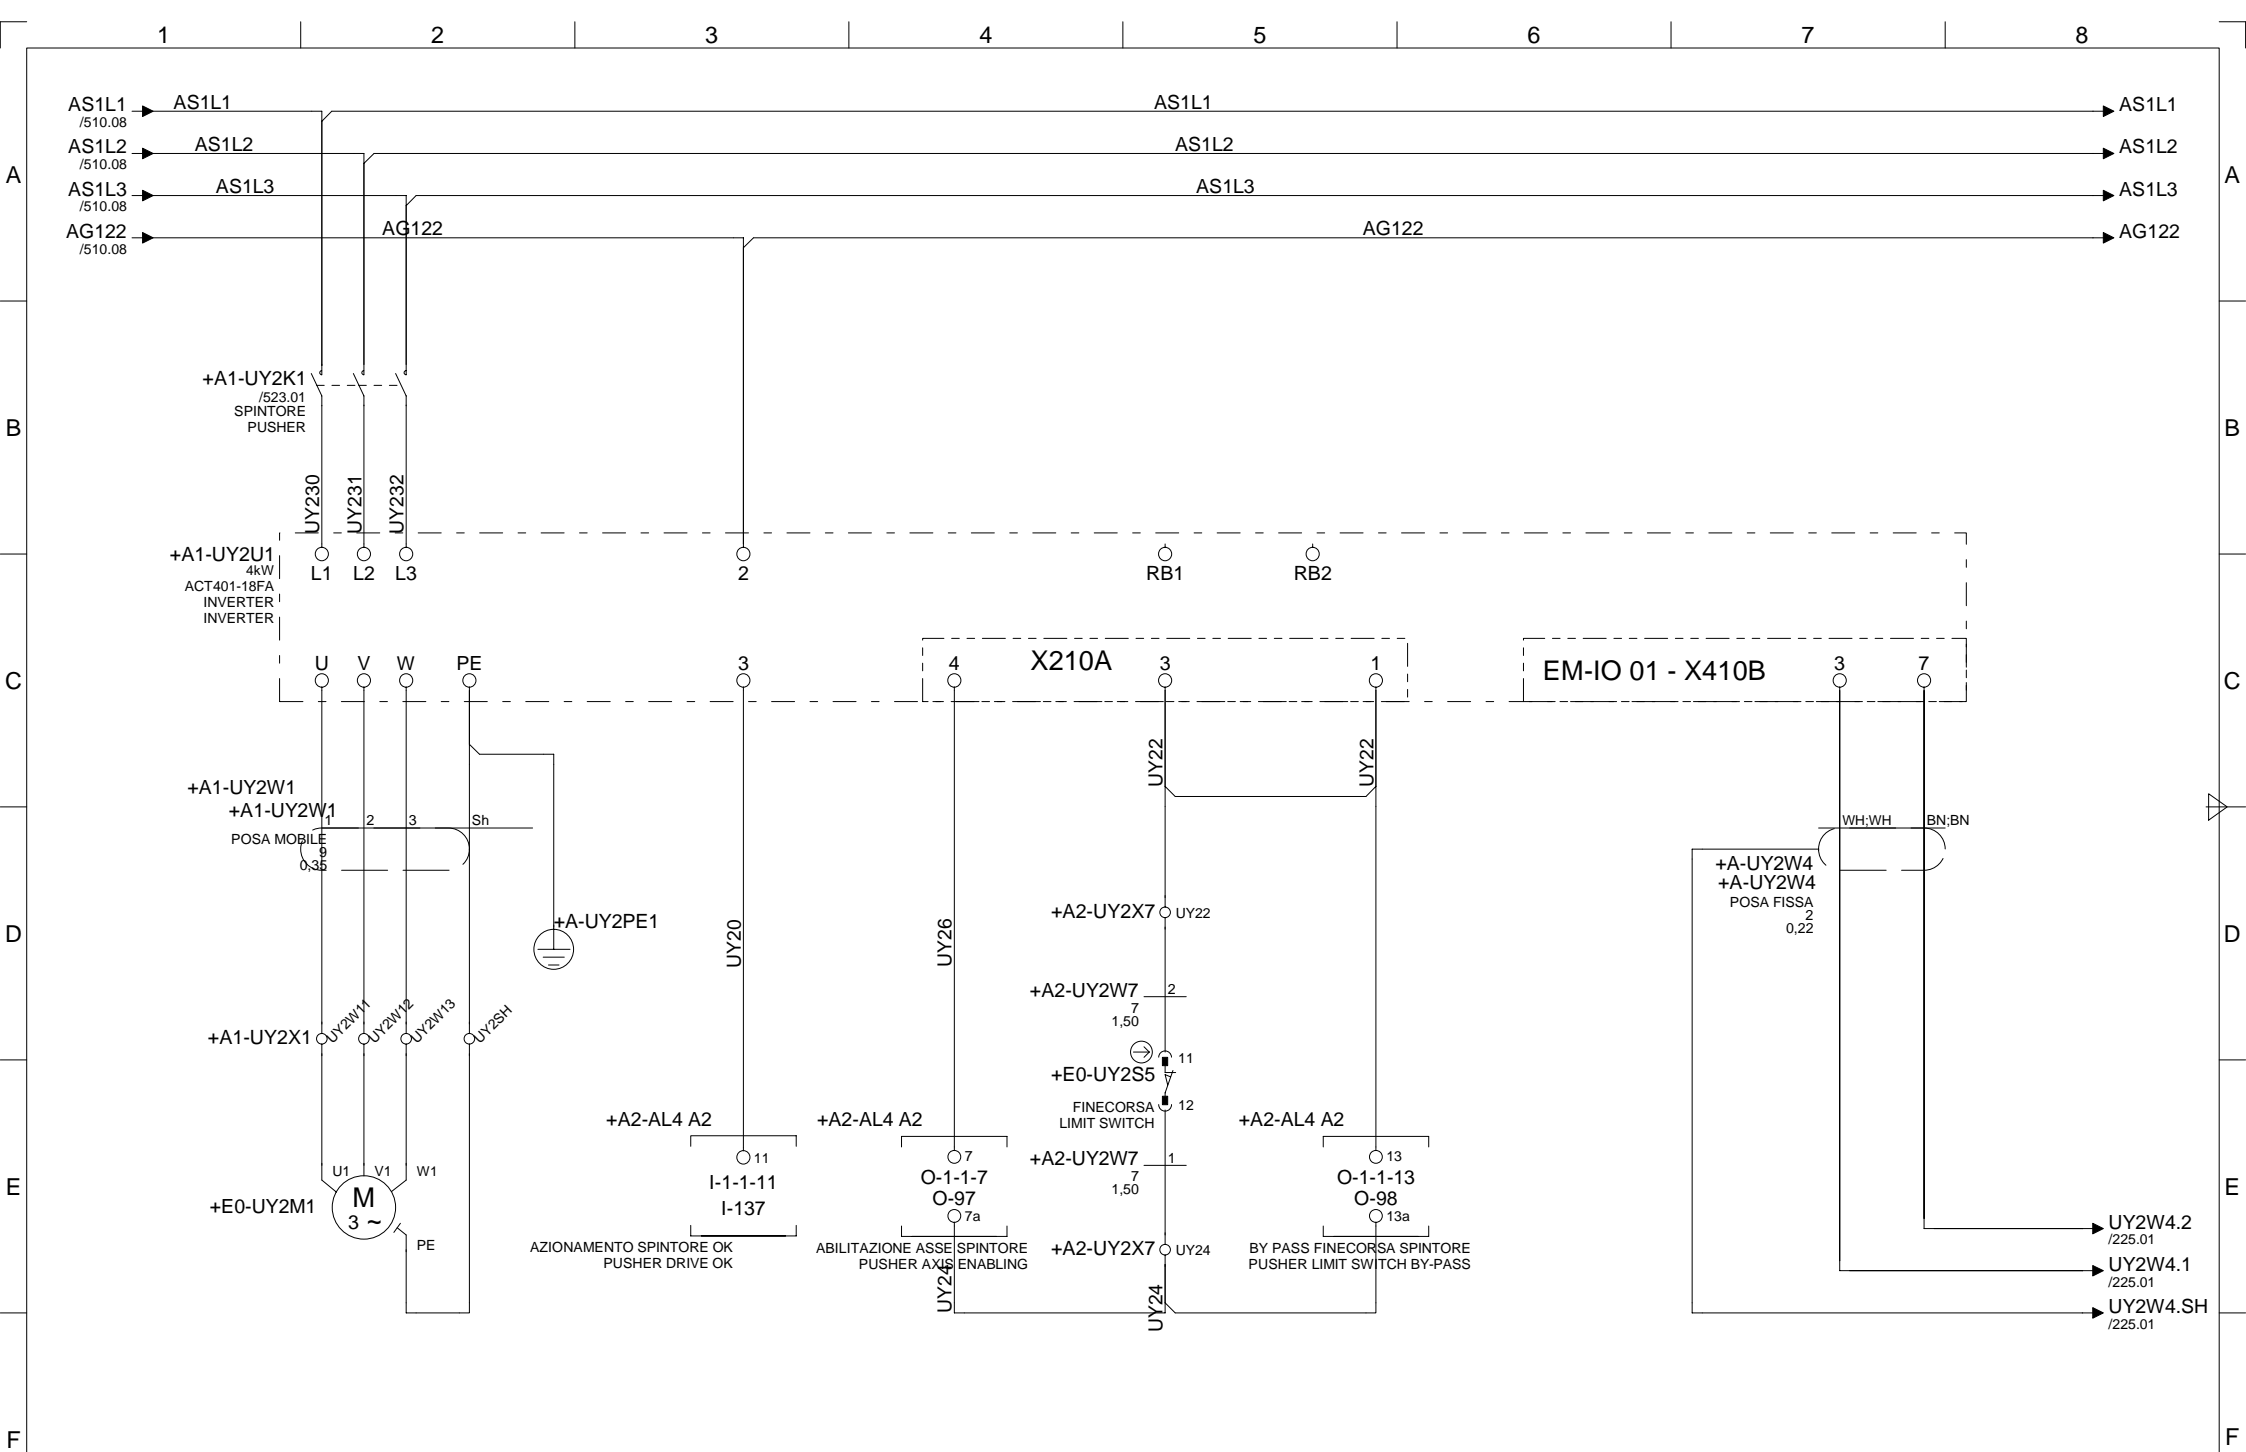 1 2 3 4 5 6 7 8
AS1L1 AS1L1 AS1L1 AS1L1
/510.08
AS1L2 AS1L2 AS1L2 AS1L2
/510.08
A A
AS1L3 AS1L3 AS1L3 AS1L3
/510.08
AG122 AG122 AG122 AG122
/510.08
+A1-UY2K1
/523.01
SPINTORE
PUSHER
B B
UY230 UY231 UY232
+A1-UY2U1
4kW
ACT401-18FA
INVERTER
INVERTER
L1 L2 L3 2 RB1 RB2
U V W PE 3 4 X210A 3 1 EM-IO 01 - X410B 3 7
C C
UY22 UY22
+A1-UY2W1
+A1-UY2W1
1 2 3 Sh
POSA MOBILE
9
0,35
WH;WH BN;BN
+A-UY2W4
+A-UY2W4
POSA FISSA
2
0,22
+A-UY2PE1
+A2-UY2X7 UY22
D D
UY20 UY26
+A2-UY2W7 2
7
1,50
+A1-UY2X1 UY2W11 UY2W12 UY2W13 UY2SH
11
+E0-UY2S5
FINECORSA
LIMIT SWITCH
12
+A2-AL4 A2 +A2-AL4 A2 +A2-AL4 A2
11 7 13
+A2-UY2W7 1
7
1,50
U1 V1 W1
I-1-1-11 O-1-1-7 O-1-1-13
I-137 O-97 O-98
7a 13a
E E
+E0-UY2M1
M
3 ~
PE
AZIONAMENTO SPINTORE OK
PUSHER DRIVE OK
ABILITAZIONE ASSE SPINTORE
PUSHER AXIS ENABLING
+A2-UY2X7 UY24
BY PASS FINECORSA SPINTORE
PUSHER LIMIT SWITCH BY-PASS
UY24 UY24
UY2W4.2
/225.01
UY2W4.1
/225.01
UY2W4.SH
/225.01
F F